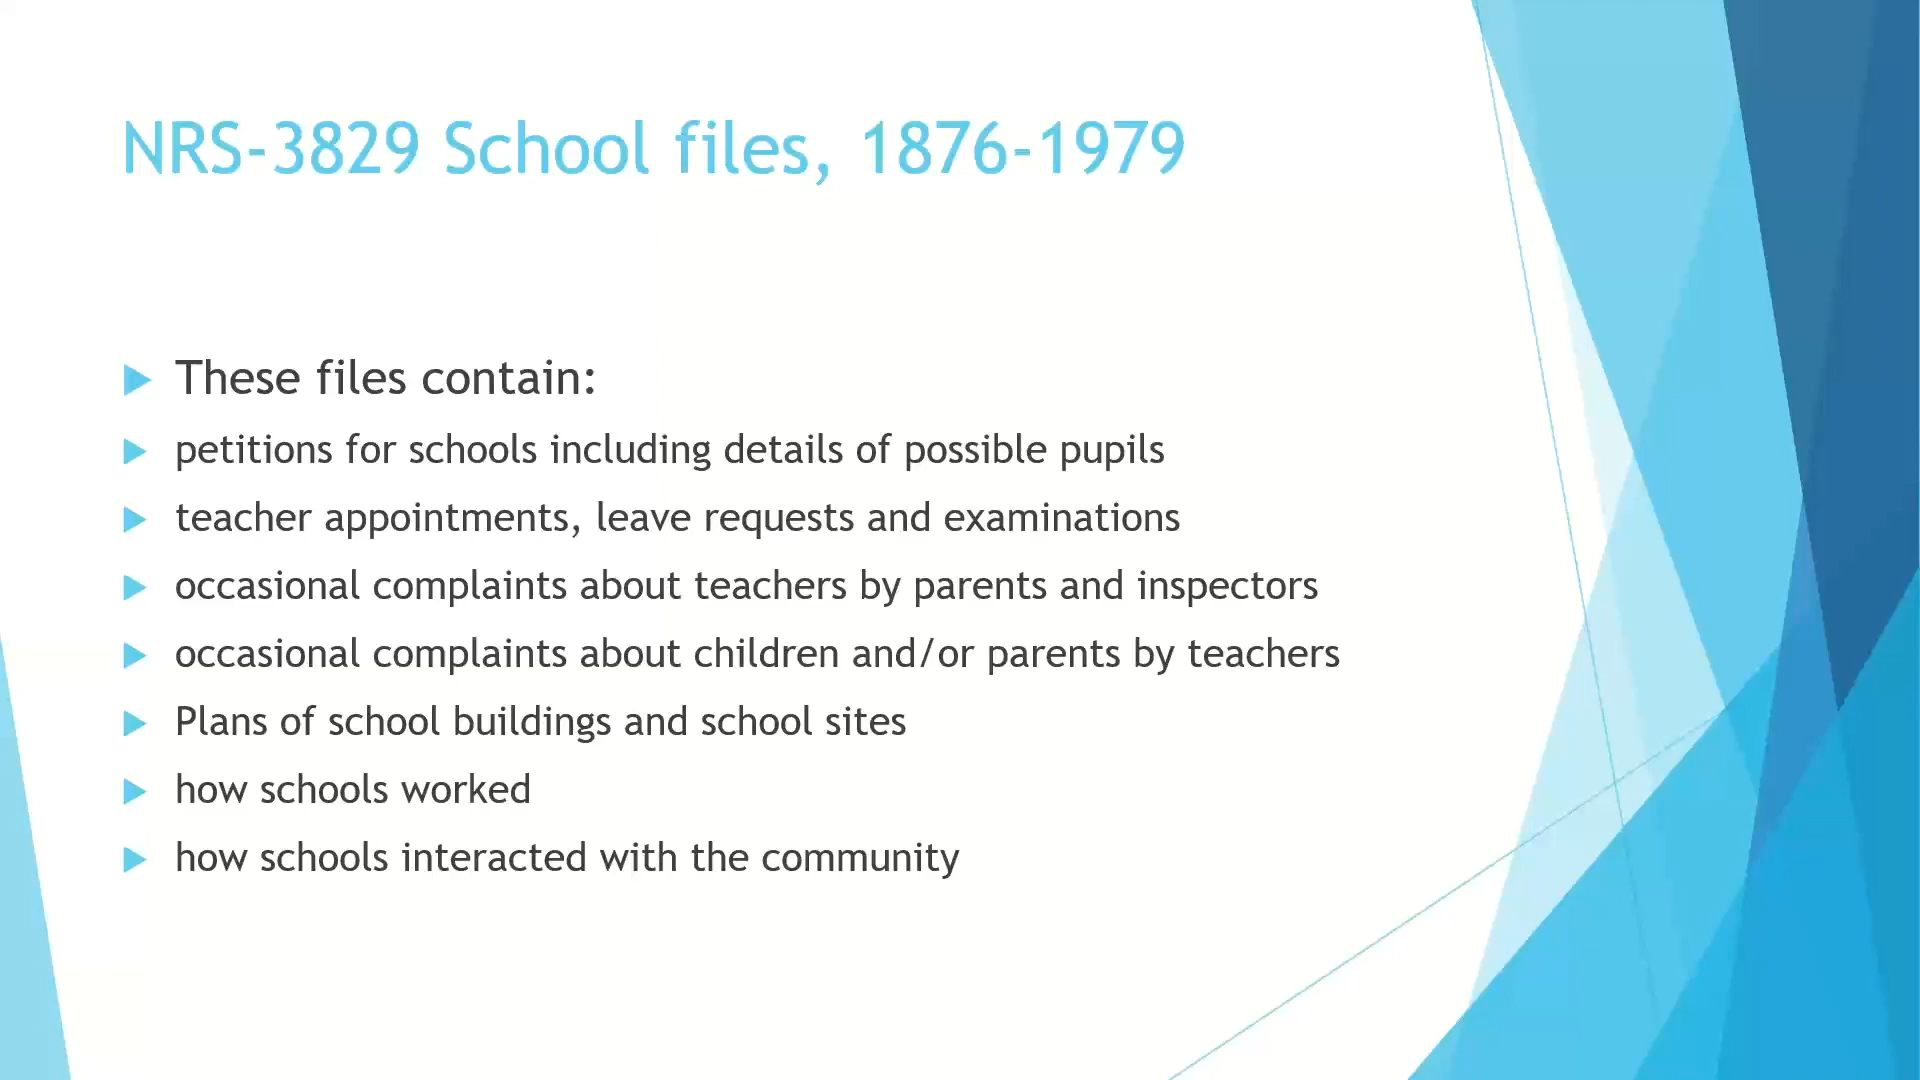 NRS-3829 School files, 1876-1979
These files contain:
petitions for schools including details of possible pupils
teacher appointments, leave requests and examinations
occasional complaints about teachers by parents and inspectors
occasional complaints about children and/or parents by teachers
Plans of school buildings and school sites
how schools worked
how schools interacted with the community